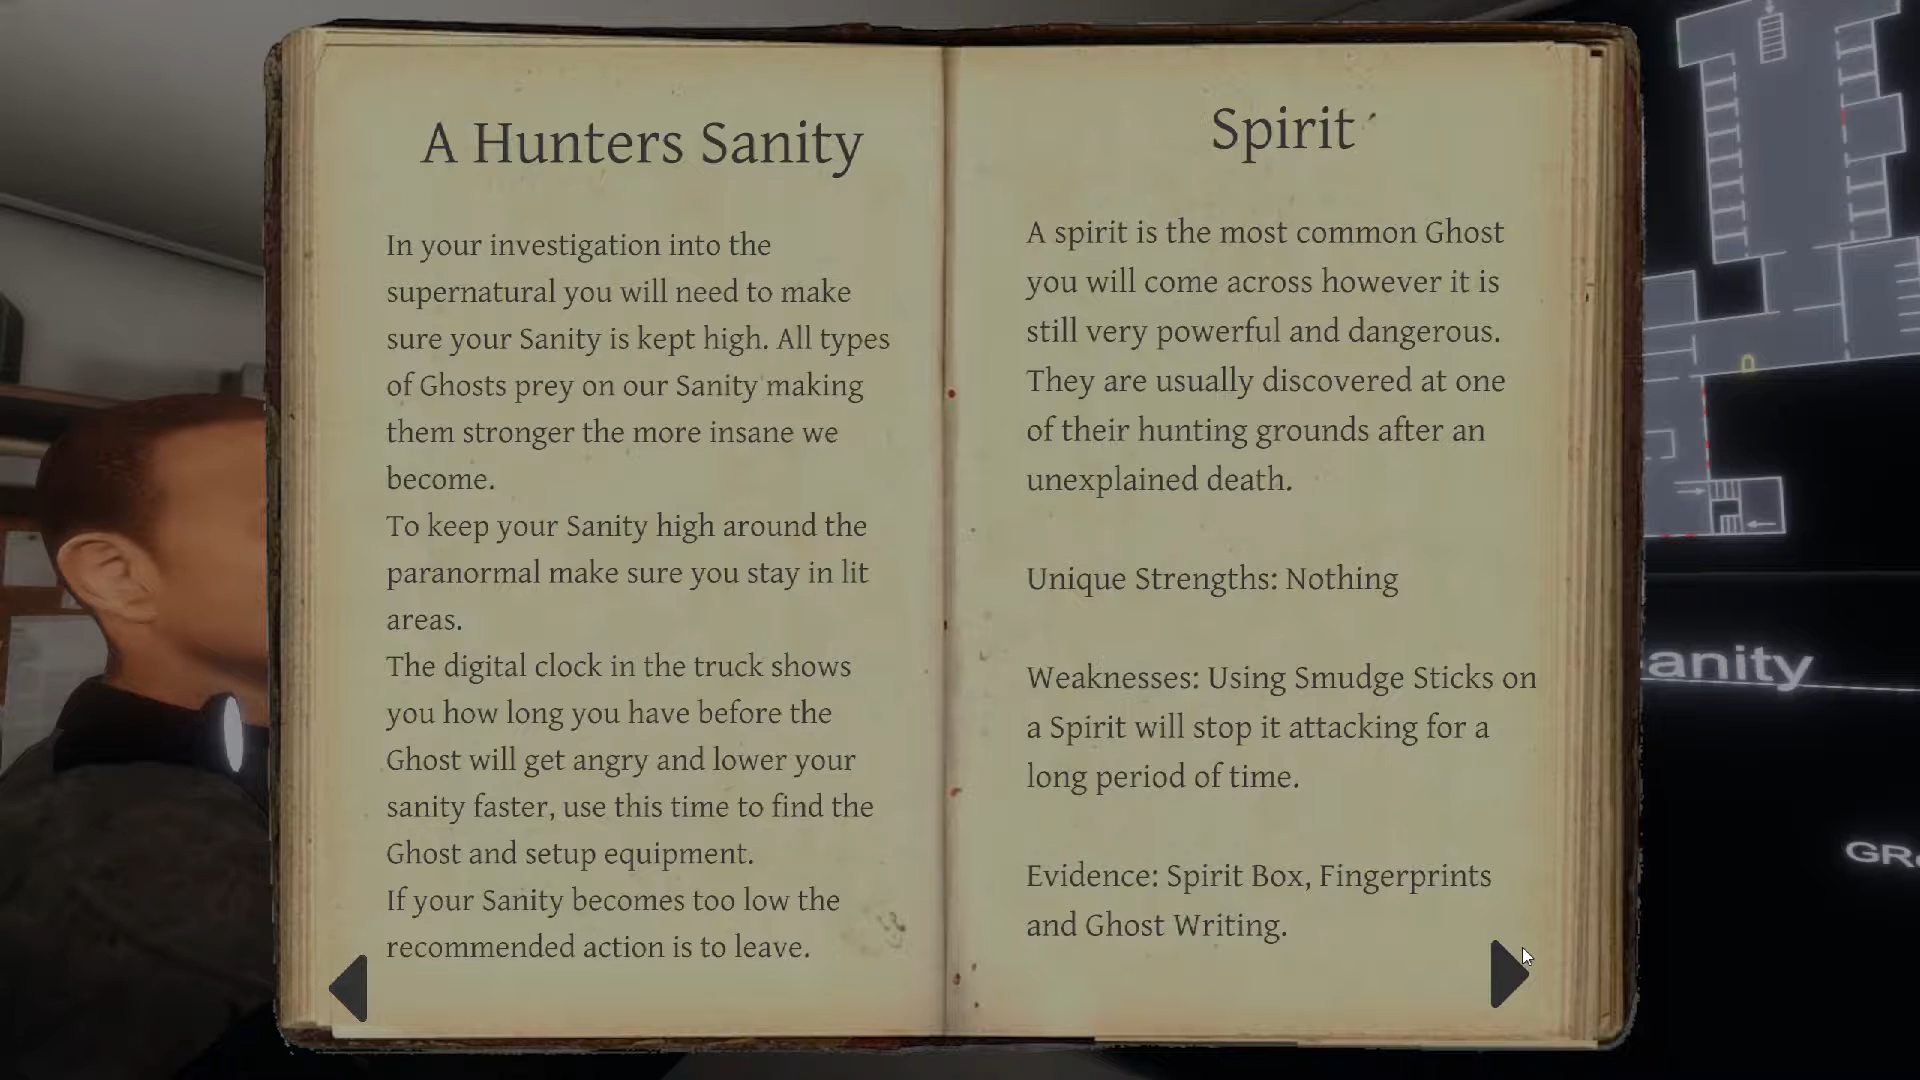 A Hunters Sanity
In your investigation into the
supernatural you will need to make
sure your Sanity is kept high. All types
of Ghosts prey on our Sanity making
them stronger the more insane we
become.
To keep your Sanity high around the
paranormal make sure you stay in lit
areas.
The digital clock in the truck shows
you how long you have before the
Ghost will get angry and lower your
sanity faster, use this time to find the
Ghost and setup equipment.
If your Sanity becomes too low the
recommended action is to leave.
Spirit
A spirit is the most common Ghost
you will come across however it is
still very powerful and dangerous.
They are usually discovered at one
of their hunting grounds after an
unexplained death.
Unique Strengths: Nothing
Weaknesses: Using Smudge Sticks on
a Spirit will stop it attacking for a
long period of time.
Evidence: Spirit Box, Fingerprints
and Ghost Writing.
anity